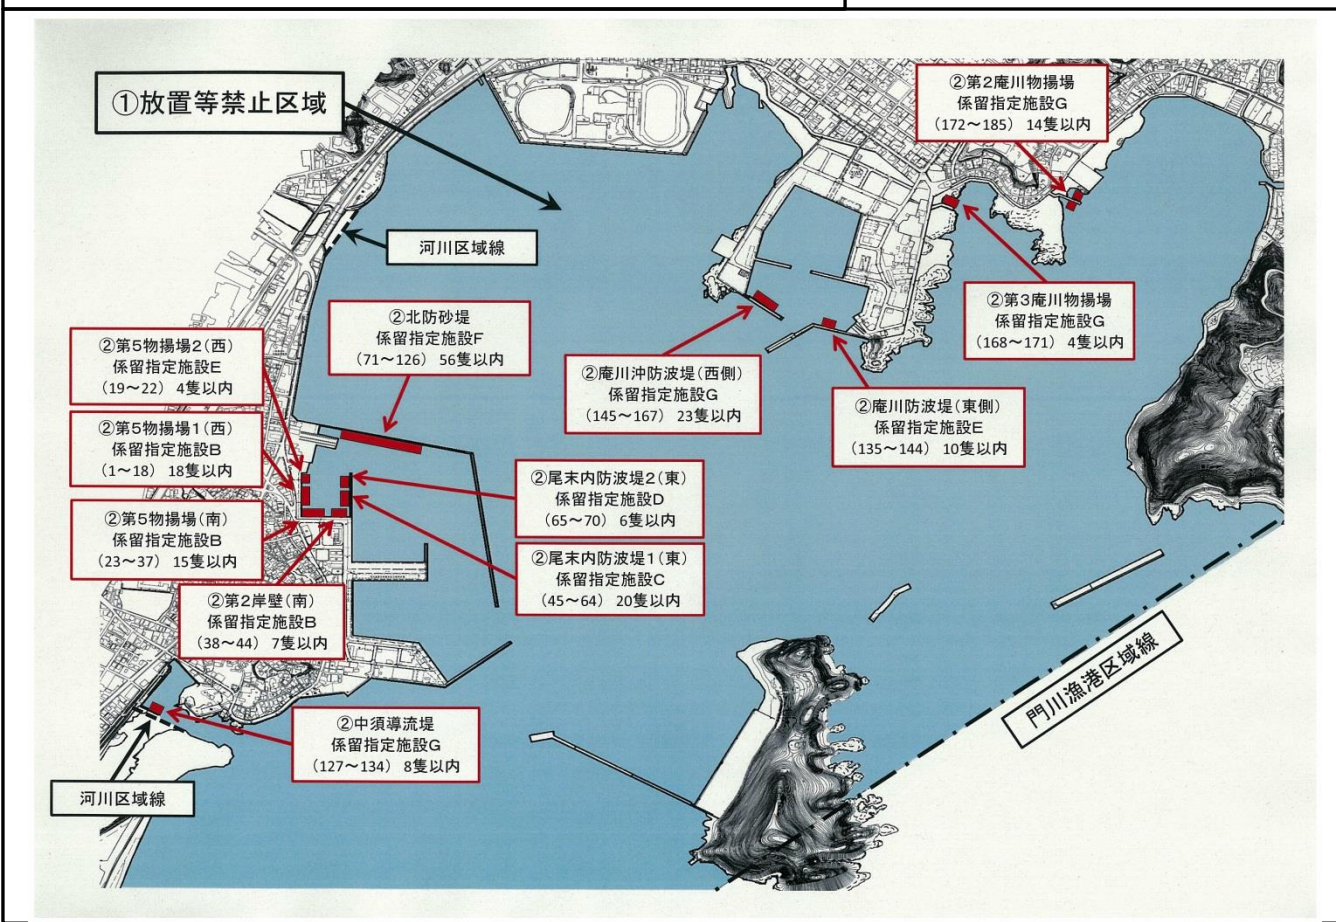 ①放置等禁止区域
②第2庵川物揚場
係留指定施設G
(172～185) 14隻以内
河川区域線
②第3庵川物揚場
係留指定施設G
(168～171) 4隻以内
②北防砂堤
係留指定施設F
(71～126) 56隻以内
②第5物揚場2(西)
係留指定施設E
(19～22) 4隻以内
②庵川沖防波堤(西側)
係留指定施設G
(145～167) 23隻以内
②庵川防波堤(東側)
係留指定施設E
(135～144) 10隻以内
②第5物揚場1(西)
係留指定施設B
(1～18) 18隻以内
②尾末内防波堤2(東)
係留指定施設D
(65～70) 6隻以内
②第5物揚場(南)
係留指定施設B
(23～37) 15隻以内
②尾末内防波堤1(東)
係留指定施設C
(45～64) 20隻以内
②第2岸壁(南)
係留指定施設B
(38～44) 7隻以内
門川漁港区域線
②中須導流堤
係留指定施設G
(127～134) 8隻以内
河川区域線